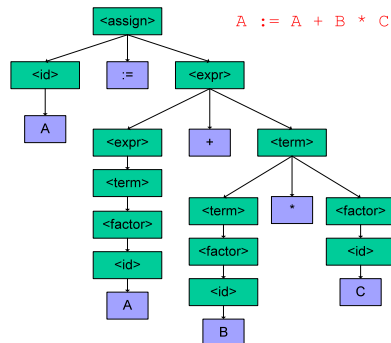 <assign> A := A + B * C
<id> := <expr>
A <expr> + <term>
<term> <term> * <factor>
<factor> <factor> <id>
<id> <id> C
A B